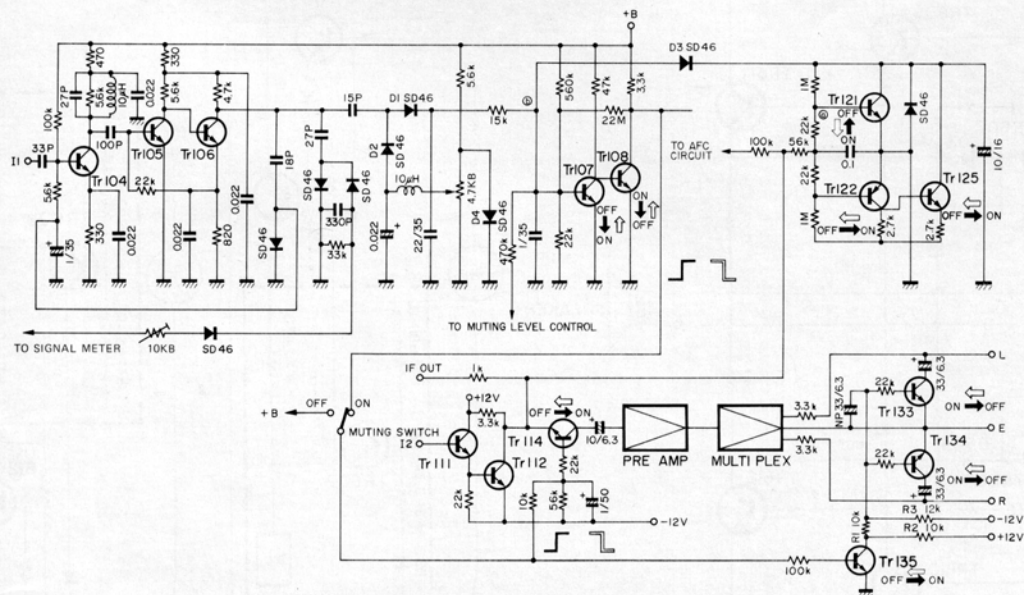 +B
470
330
27P
56k
10µH
0.022
5.6k
4.7k
100k
33P
I1
100P
Tr104
Tr105
Tr106
56k
22k
1/35
330
0.022
0.022
820
0.022
15P
D1 SD46
27P
18P
D2
SD46
SD46
SD46
10µH
330P
33k
SD46
0.022
22/35
5.6k
4.7KB
D4
SD46
15k
b
560k
47k
3.3k
22M
Tr107
Tr108
OFF
ON
ON
OFF
470k
1/35
22k
TO MUTING LEVEL CONTROL
D3 SD46
TO AFC
CIRCUIT
100k
56k
1M
22k
22k
1M
Tr121
OFF
ON
0.1
SD46
Tr122
OFF ON
2.7k
Tr125
OFF ON
2.7k
10/16
TO SIGNAL METER
10KB
SD46
IF OUT
1k
OFF
ON
+B
MUTING SWITCH
I2
+12V
3.3k
Tr111
22k
Tr112
Tr114
OFF ON
10/6.3
22k
10k
56k
1/50
-12V
PRE AMP
MULTI PLEX
3.3k
3.3k
NP33/6.3
22k
33/6.3
Tr133
ON OFF
Tr134
22k
33/6.3
ON OFF
L
E
R
R3 12k
-12V
R2 10k
+12V
R1 10k
100k
Tr135
OFF ON